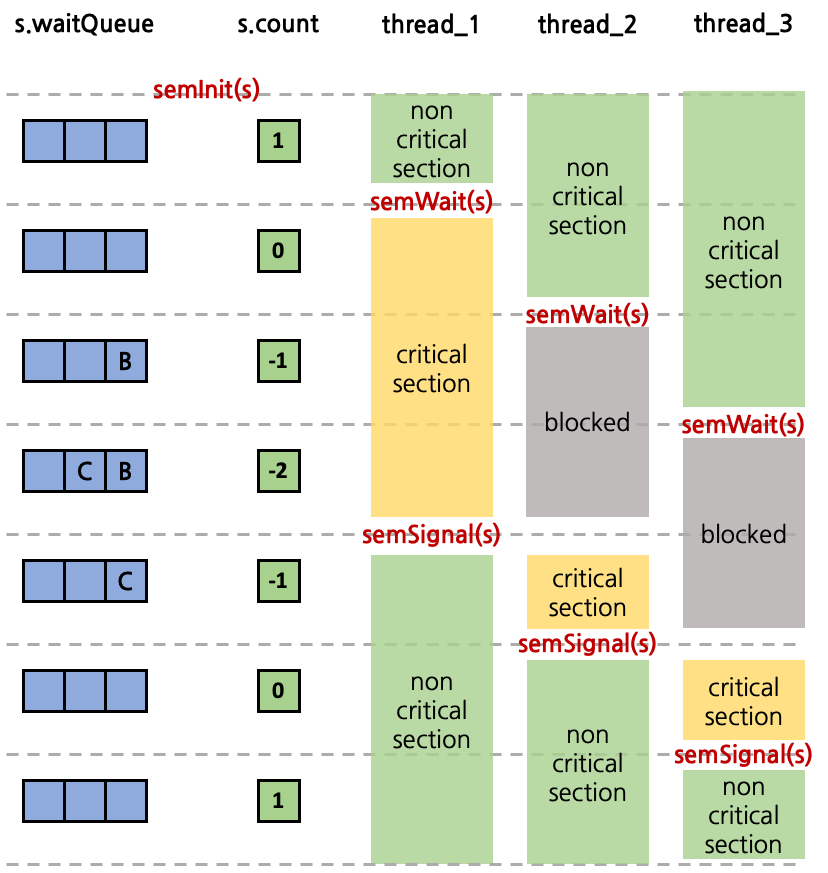 s.waitQueue s.count thread_1 thread_2 thread_3
semInit(s)
1
non
critical
section
non
critical
section
non
critical
section
semWait(s)
0
semWait(s)
B
-1
critical
section
blocked
semWait(s)
C B
-2
blocked
semSignal(s)
C
-1
critical
section
semSignal(s)
0
non
critical
section
non
critical
section
critical
section
semSignal(s)
1
non
critical
section